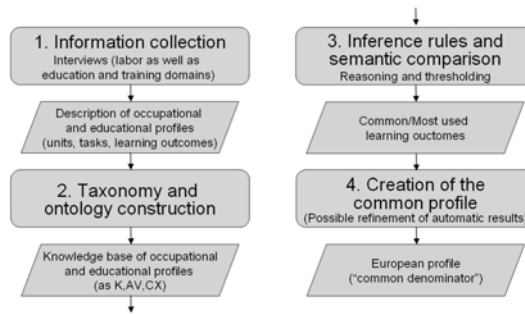 1. Information collection
Interviews (labor as well as
education and training domains)
Description of occupational
and educational profiles
(units, tasks, learning outcomes)
2. Taxonomy and
ontology construction
Knowledge base of occupational
and educational profiles
(as K,AV,CX)
3. Inference rules and
semantic comparison
Reasoning and thresholding
Common/Most used
learning ouctomes
4. Creation of the
common profile
(Possible refinement of automatic results)
European profile
("common denominator")